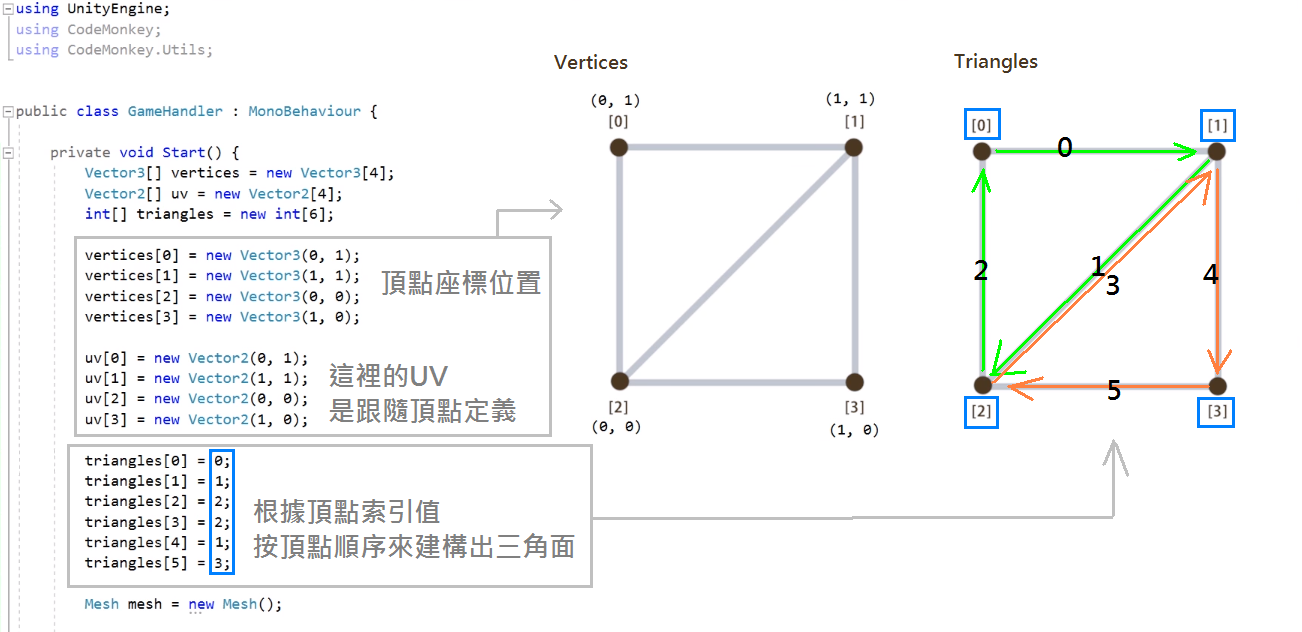 using UnityEngine;
using CodeMonkey;
using CodeMonkey.Utils;
public class GameHandler : MonoBehaviour {
private void Start() {
Vector3[] vertices = new Vector3[4];
Vector2[] uv = new Vector2[4];
int[] triangles = new int[6];
vertices[0] = new Vector3(0, 1);
vertices[1] = new Vector3(1, 1);
vertices[2] = new Vector3(0, 0);
vertices[3] = new Vector3(1, 0);
頂點座標位置
uv[0] = new Vector2(0, 1);
uv[1] = new Vector2(1, 1);
uv[2] = new Vector2(0, 0);
uv[3] = new Vector2(1, 0);
這裡的UV
是跟隨頂點定義
triangles[0] = 0;
triangles[1] = 1;
triangles[2] = 2;
triangles[3] = 2;
triangles[4] = 1;
triangles[5] = 3;
根據頂點索引值
按頂點順序來建構出三角面
Mesh mesh = new Mesh();
Vertices
(0, 1)
[0]
(1, 1)
[1]
[2]
(0, 0)
[3]
(1, 0)
Triangles
[0]
[1]
0
2
1
3
4
5
[2]
[3]